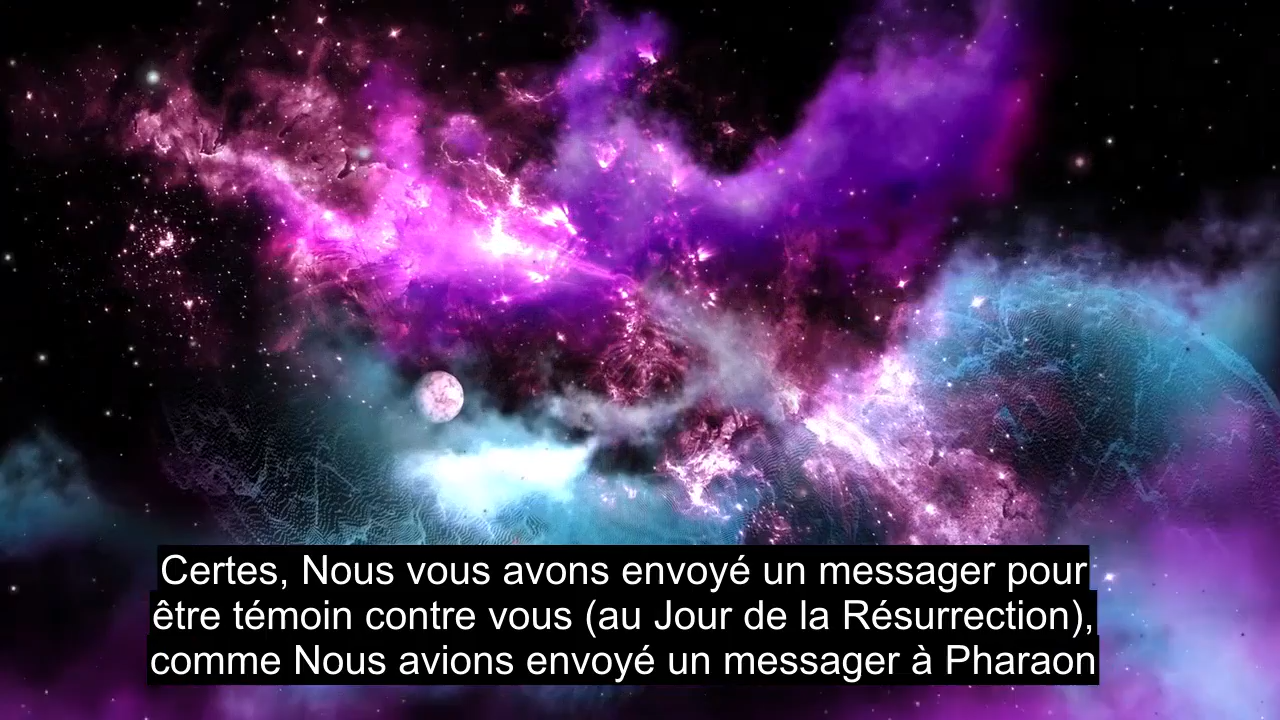 Certes, Nous vous avons envoyé un messager pour
être témoin contre vous (au Jour de la Résurrection),
comme Nous avions envoyé un messager à Pharaon